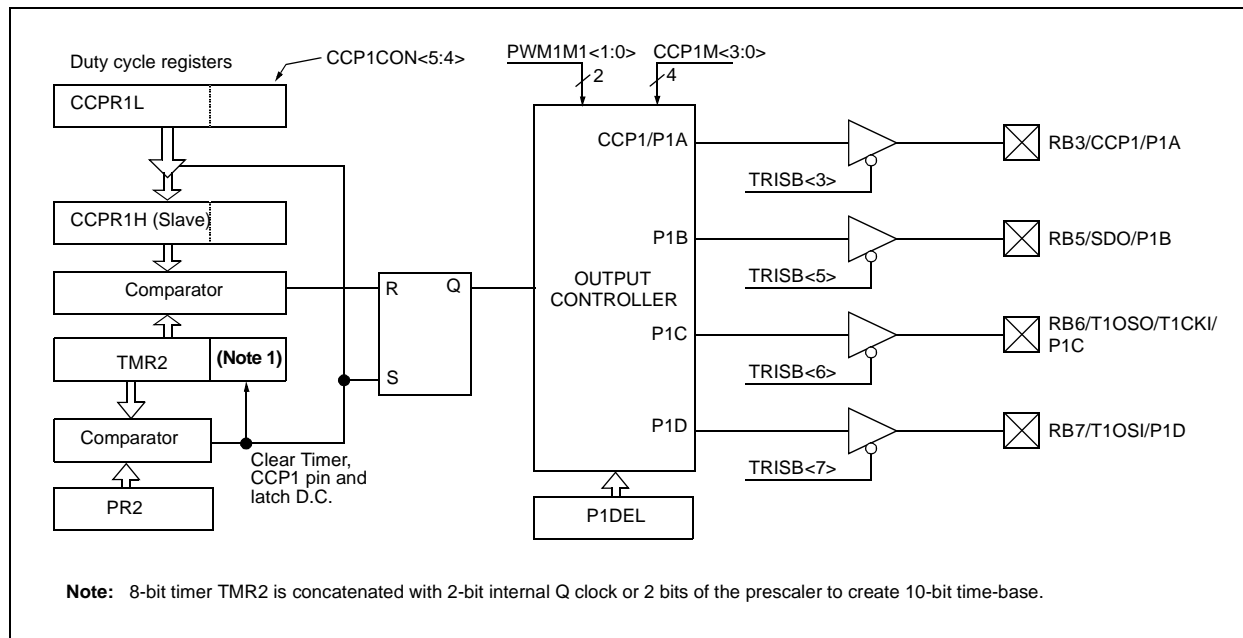 Duty cycle registers
CCP1CON<5:4>
CCPR1L
CCPR1H (Slave)
Comparator
TMR2
(Note 1)
Comparator
PR2
Clear Timer,
CCP1 pin and
latch D.C.
R
Q
S
PWM1M1<1:0>
2
CCP1M<3:0>
4
OUTPUT
CONTROLLER
CCP1/P1A
P1B
P1C
P1D
P1DEL
TRISB<3>
RB3/CCP1/P1A
TRISB<5>
RB5/SDO/P1B
TRISB<6>
RB6/T1OSO/T1CKI/
P1C
TRISB<7>
RB7/T1OSI/P1D
Note: 8-bit timer TMR2 is concatenated with 2-bit internal Q clock or 2 bits of the prescaler to create 10-bit time-base.